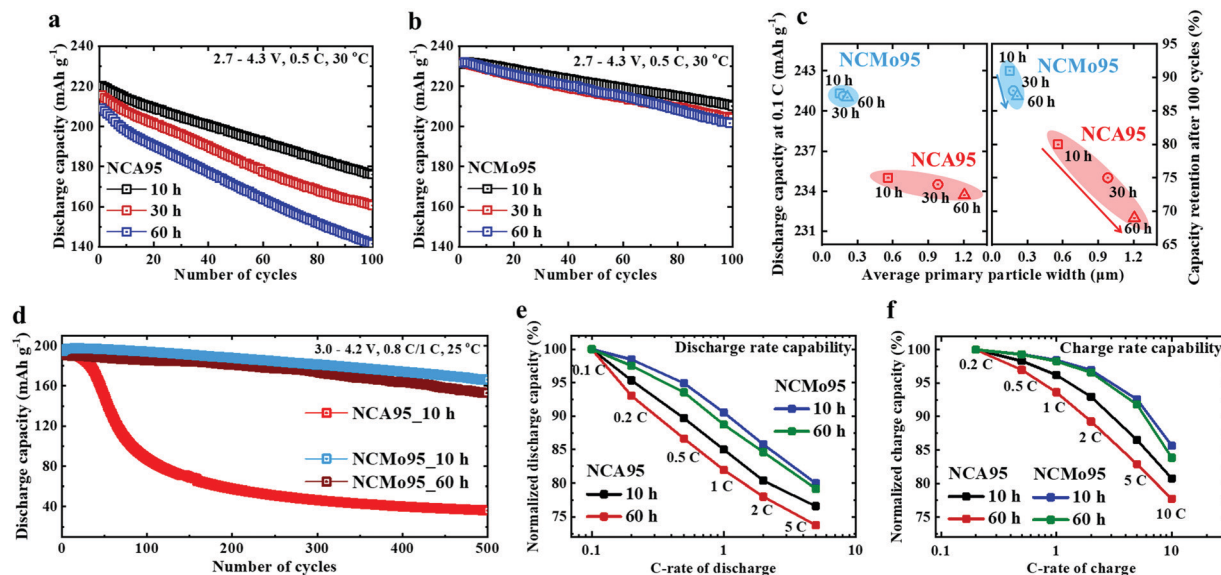 a
2.7 - 4.3 V, 0.5 C, 30 °C
NCA95
10 h
30 h
60 h
240
220
200
180
160
140
0 20 40 60 80 100
Number of cycles
Discharge capacity (mAh g⁻¹)
b
2.7 - 4.3 V, 0.5 C, 30 °C
NCMo95
10 h
30 h
60 h
240
220
200
180
160
140
0 20 40 60 80 100
Number of cycles
Discharge capacity (mAh g⁻¹)
c
Discharge capacity at 0.1 C (mAh g⁻¹)
243
240
237
234
231
NCMo95
10 h
30 h
60 h
NCA95
10 h
30 h
60 h
0.0 0.3 0.6 0.9 1.2
NCMo95
10 h
30 h
60 h
NCA95
10 h
30 h
60 h
0.0 0.3 0.6 0.9 1.2
Average primary particle width (µm)
95
90
85
80
75
70
65
Capacity retention after 100 cycles (%)
d
3.0 - 4.2 V, 0.8 C/1 C, 25 °C
NCA95_10 h
NCMo95_10 h
NCMo95_60 h
200
160
120
80
40
0 100 200 300 400 500
Number of cycles
Discharge capacity (mAh g⁻¹)
e
Discharge rate capability
NCMo95
10 h
60 h
NCA95
10 h
60 h
0.1 C
0.2 C
0.5 C
1 C
2 C
5 C
100
95
90
85
80
75
0.1 1 10
C-rate of discharge
Normalized discharge capacity (%)
f
Charge rate capability
0.2 C
0.5 C
1 C
2 C
5 C
10 C
NCA95 NCMo95
10 h 10 h
60 h 60 h
100
95
90
85
80
75
0.1 1 10
C-rate of charge
Normalized charge capacity (%)